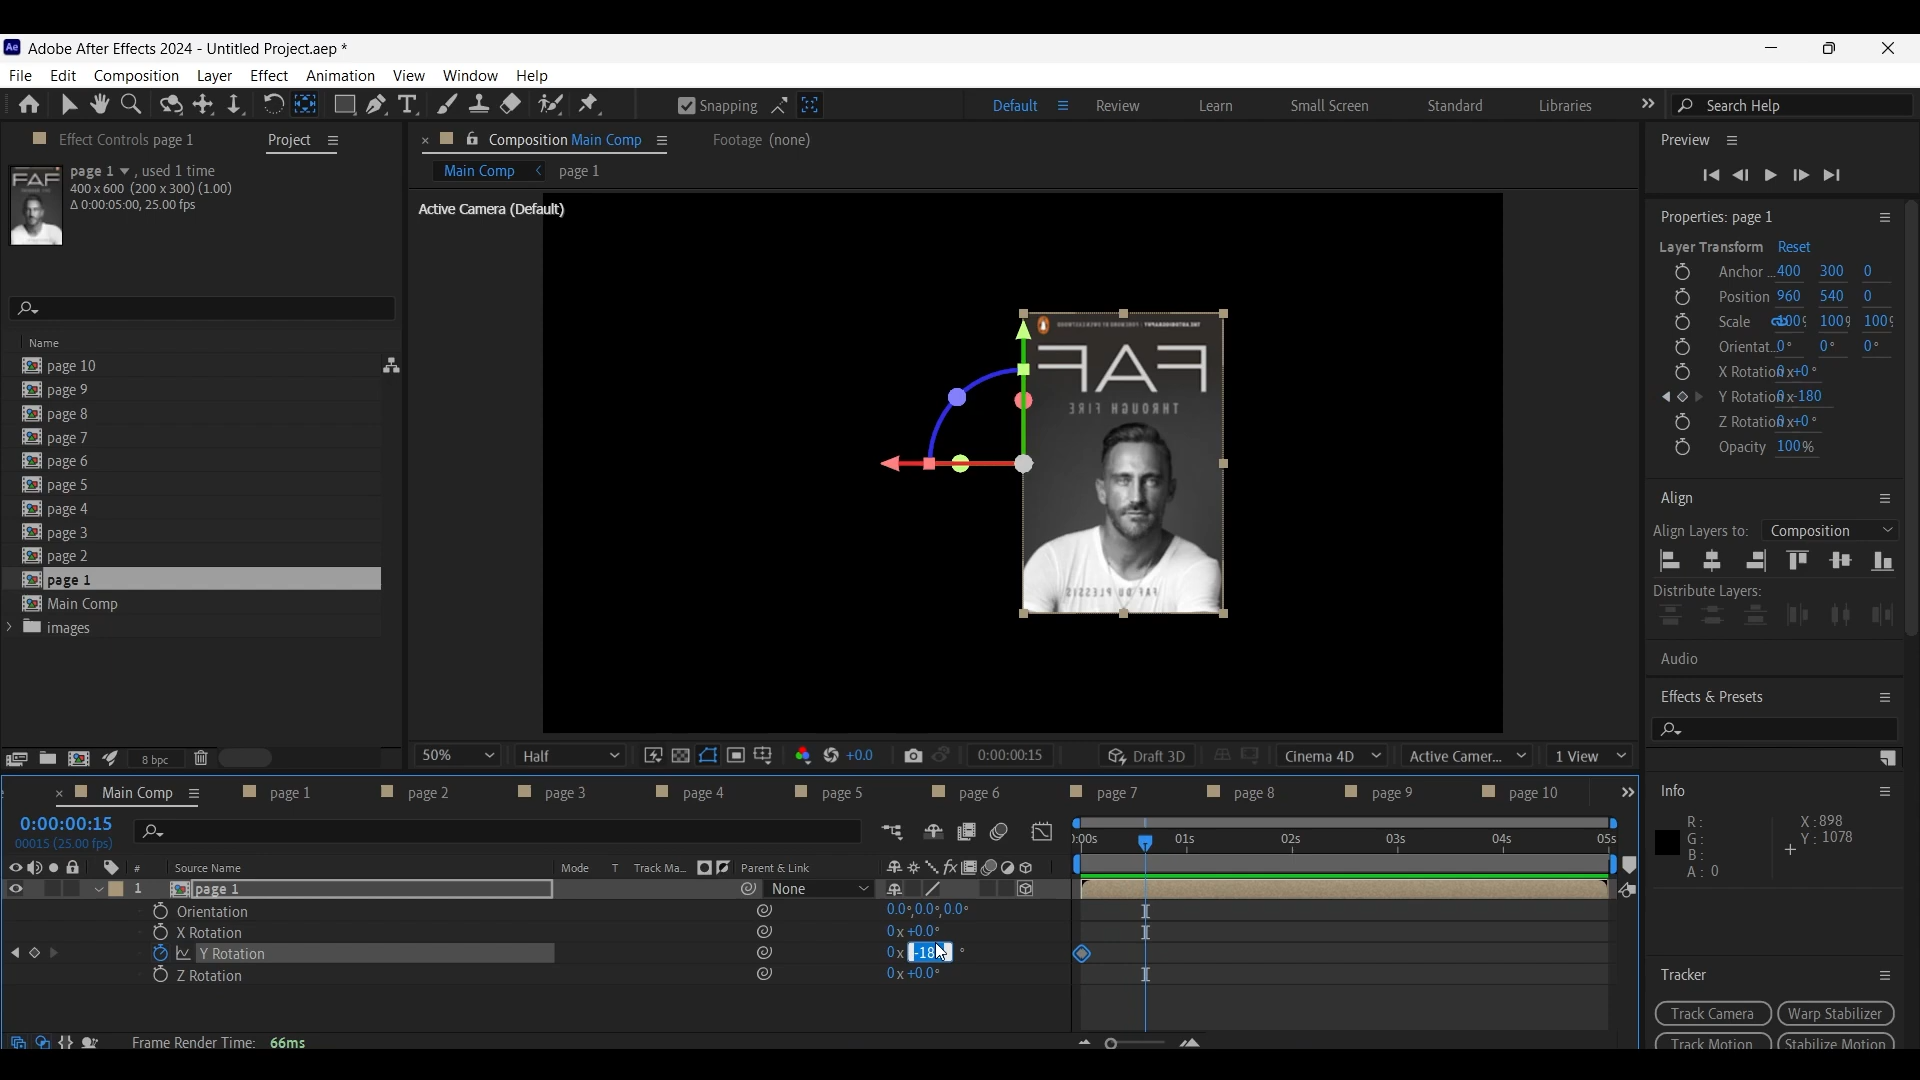 Adobe After Effects 2024 - Untitled Project.aep *
File Edit Composition Layer Effect Animation View Window Help
Snapping Default Review Learn Small Screen Standard Libraries Search Help
Effect Controls page 1 Project
Composition Main Comp Footage (none)
Preview
Main Comp page 1
page 1 , used 1 time
400 x 600 (200 x 300) (1.00)
Δ 0:00:05:00, 25.00 fps
Active Camera (Default)
Properties: page 1
Layer Transform Reset
Anchor ... 400 300 0
Position 960 540 0
Scale 100% 100% 100%
Orientat... 0° 0° 0°
X Rotation 0x+0°
Y Rotation 0x-180
Z Rotation 0x+0°
Opacity 100%
Name
page 10
page 9
page 8
page 7
page 6
page 5
page 4
page 3
page 2
page 1
Main Comp
images
FAF
THROUGH FIRE
FAF DU PLESSIS
Align
Align Layers to: Composition
Distribute Layers:
Audio
Effects & Presets
8 bpc
50% Half +0.0 0:00:00:15 Draft 3D Cinema 4D Active Camer... 1 View
Main Comp page 1 page 2 page 3 page 4 page 5 page 6 page 7 page 8 page 9 page 10
Info
R:
G:
B:
A: 0
X: 898
Y: 1078
0:00:00:15
00015 (25.00 fps)
):00s 01s 02s 03s 04s 05s
# Source Name Mode T Track Ma... Parent & Link
1 page 1 None
Orientation 0.0°,0.0°,0.0°
X Rotation 0x+0.0°
Y Rotation 0x -18 °
Z Rotation 0x+0.0°
Frame Render Time: 66ms
Tracker
Track Camera Warp Stabilizer
Track Motion Stabilize Motion